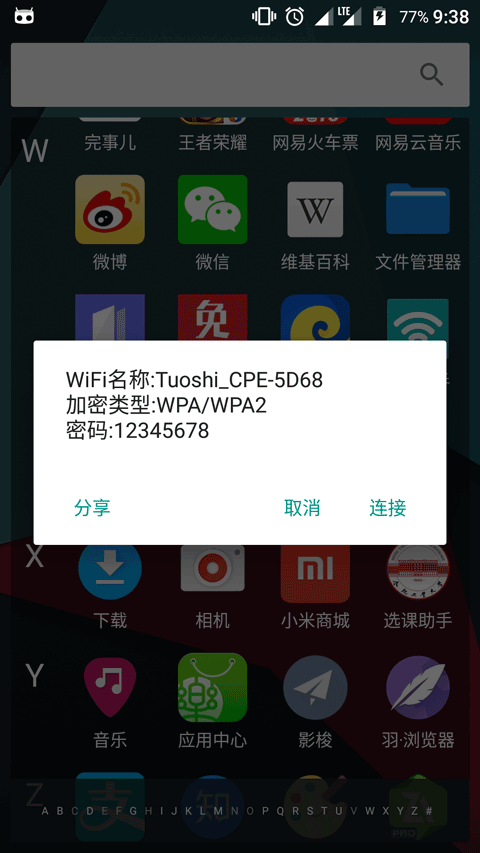 LTE 77% 9:38
W
完事儿 王者荣耀 网易火车票 网易云音乐
W
微博 微信 维基百科 文件管理器
免
WiFi名称:Tuoshi_CPE-5D68
加密类型:WPA/WPA2
密码:12345678
分享 取消 连接
X
mi
下载 相机 小米商城 选课助手
Y
音乐 应用中心 影梭 羽·浏览器
Z
支 知
A B C D E F G H I J K L M N O P Q R S T U V W X Y Z #
PRO